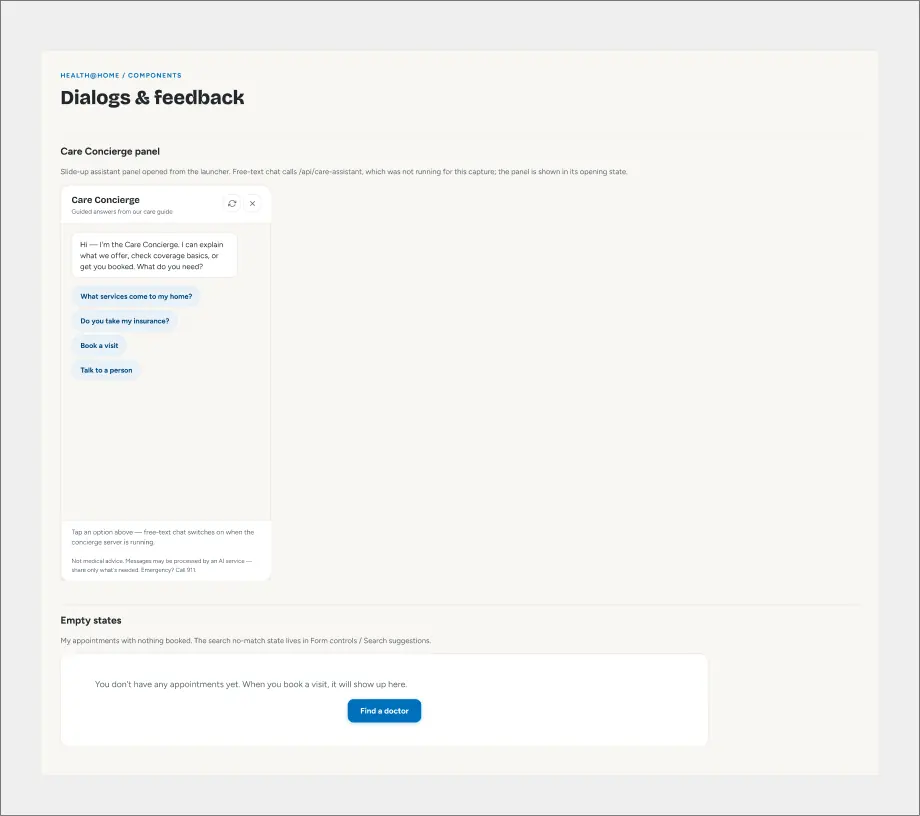 HEALTH@HOME / COMPONENTS
Dialogs & feedback
Care Concierge panel
Slide-up assistant panel opened from the launcher. Free-text chat calls /api/care-assistant, which was not running for this capture; the panel is shown in its opening state.
Care Concierge
Guided answers from our care guide
Hi — I'm the Care Concierge. I can explain
what we offer, check coverage basics, or
get you booked. What do you need?
What services come to my home?
Do you take my insurance?
Book a visit
Talk to a person
Tap an option above — free-text chat switches on when the
concierge server is running.
Not medical advice. Messages may be processed by an AI service —
share only what's needed. Emergency? Call 911.
Empty states
My appointments with nothing booked. The search no-match state lives in Form controls / Search suggestions.
You don't have any appointments yet. When you book a visit, it will show up here.
Find a doctor